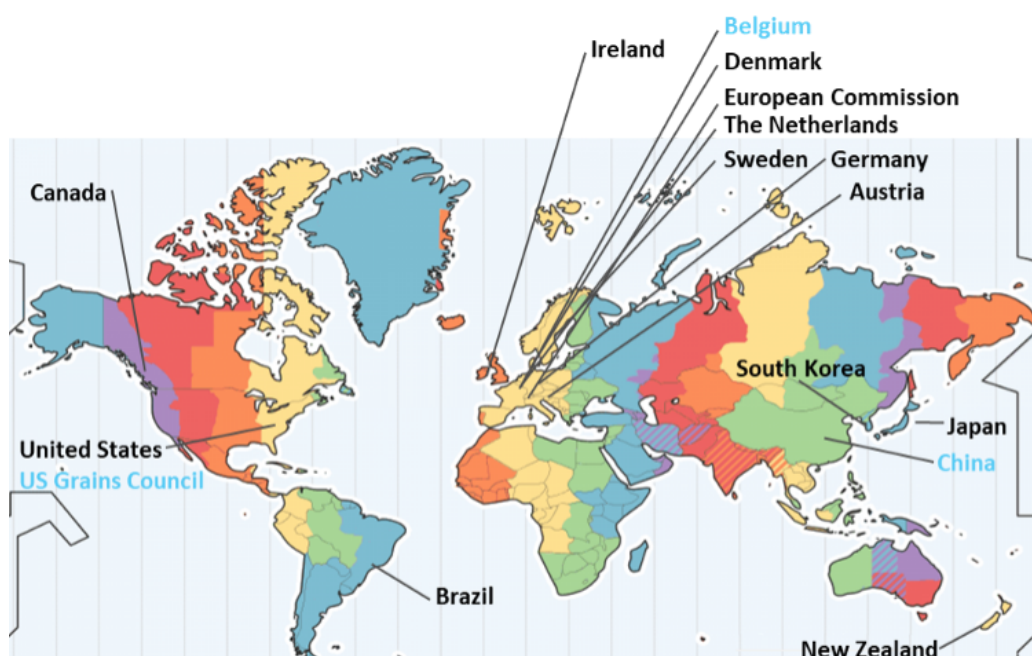 Belgium
Ireland
Denmark
European Commission
The Netherlands
Sweden
Germany
Canada
Austria
South Korea
Japan
United States
China
US Grains Council
Brazil
New Zealand